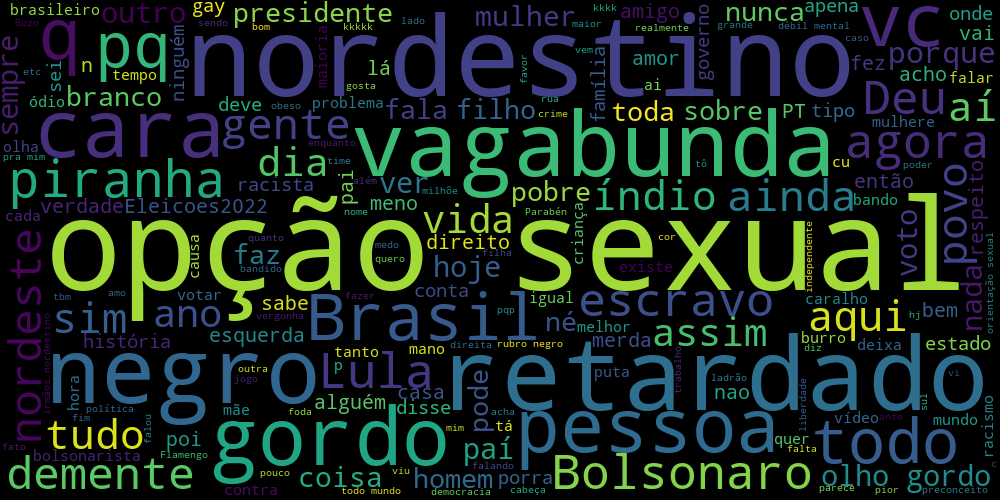 brasileiro outro gay presidente mulher nunca amigo apena onde
Bozo kkkkk lado kkkk maior realmente grande débil mental caso
q pq nordestino vc
sempre sei n tempo ninguém sendo bom maioria lá família amor governo fez porque vai
etc gosta favor vem ai acho falar
ódio branco deve problema fala filho rua toda sobre PT tipo Deu aí
obeso crime mulhere
olha cara gente enquanto vagabunda tô cu poder agora
pra mim dia time pai além ver milhõe pobre índio ainda então
piranha racista meno nome Parabén criança bando respeito
cada verdade Eleicoes2022 vida voto povo nada
causa quanto medo direito cor independente
opção sexual
faz bandido quero filha existe orientação sexual
nordeste tbm votar amo hoje conta igual escravo caralho hj bem
vergonha sabe fazer pqp
sim ano Brasil né melhor assim aqui
história esquerda direita rubro negro merda burro diz deixa estado
irmãos nordestino tanto mano outra p casa puta trabalho ladrão vi
negro Lula pode retardado
hora jogo nao
política mãe alguém disse acha liberdade vídeo ante sul mundo
fim foda tá mim pessoa
tudo falou gordo todo racismo
fato bolsonarista poi Flamengo viu paí falando quer falta
demente pouco coisa homem porra Bolsonaro olho gordo
contra todo mundo democracia cabeça parece pior preconceito